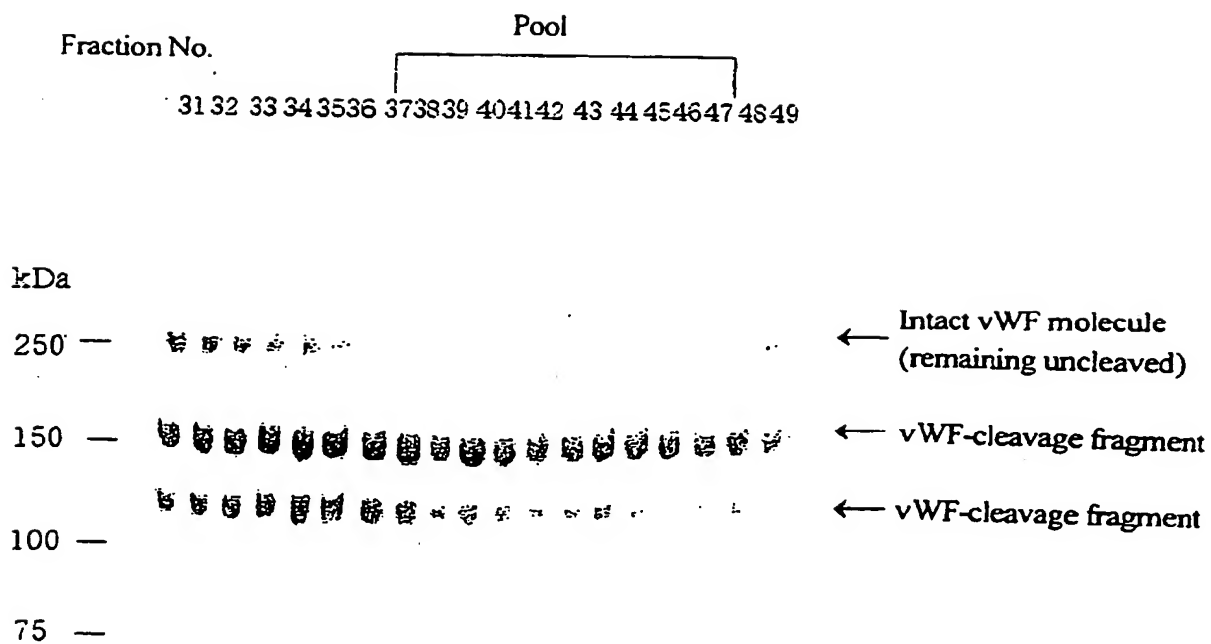 Pool
Fraction No.
31 32 33 34 35 36 37 38 39 40 41 42 43 44 45 46 47 48 49
kDa
250 —
← Intact vWF molecule
(remaining uncleaved)
150 —
← vWF-cleavage fragment
← vWF-cleavage fragment
100 —
75 —